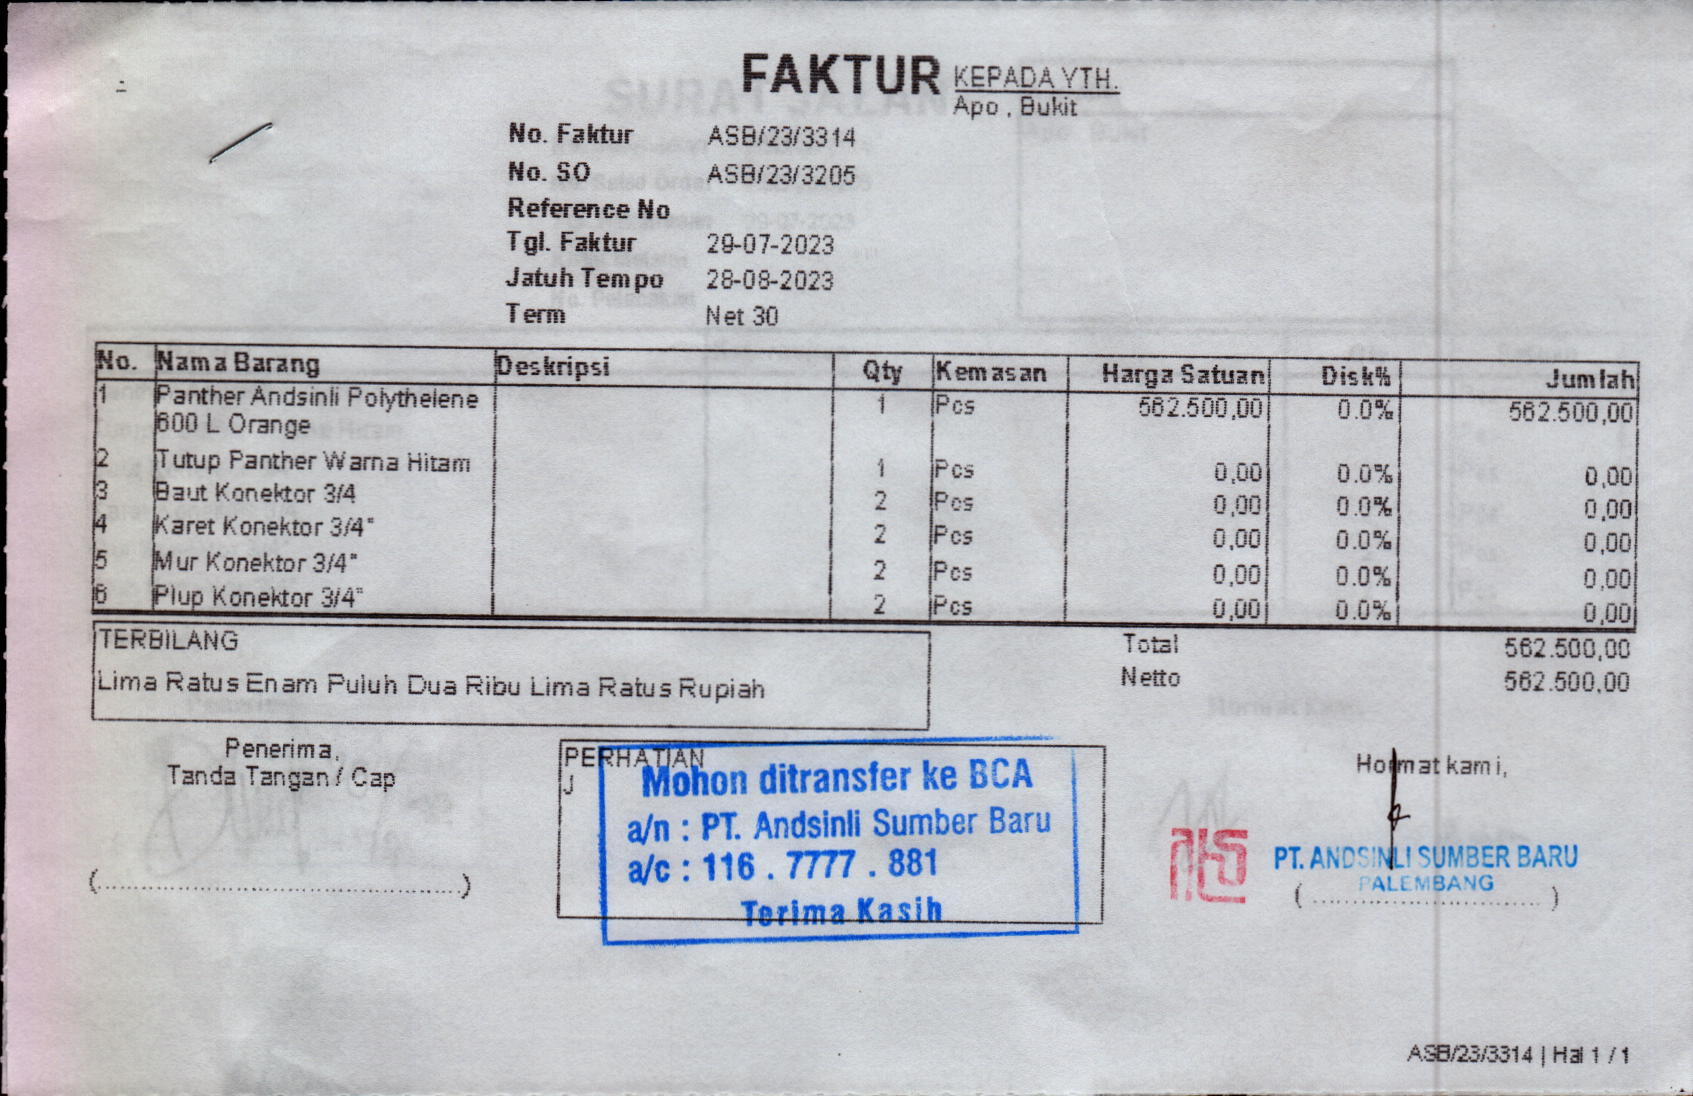 FAKTUR
KEPADA YTH.
Apo , Bukit
No. Faktur ASB/23/3314
No. SO ASB/23/3205
Reference No
Tgl. Faktur 29-07-2023
Jatuh Tempo 28-08-2023
Term Net 30
No. Nama Barang Deskripsi Qty Kemasan Harga Satuan Disk% Jumlah
1 Panther Andsinli Polythelene 1 Pcs 562.500,00 0.0% 562.500,00
600 L Orange
2 Tutup Panther Warna Hitam 1 Pcs 0,00 0.0% 0,00
3 Baut Konektor 3/4 2 Pcs 0,00 0.0% 0,00
4 Karet Konektor 3/4" 2 Pcs 0,00 0.0% 0,00
5 Mur Konektor 3/4" 2 Pcs 0,00 0.0% 0,00
6 Plup Konektor 3/4" 2 Pcs 0,00 0.0% 0,00
TERBILANG
Lima Ratus Enam Puluh Dua Ribu Lima Ratus Rupiah
Total 562.500,00
Netto 562.500,00
Penerima,
Tanda Tangan / Cap
(..............................)
PERHATIAN
J
Mohon ditransfer ke BCA
a/n : PT. Andsinli Sumber Baru
a/c : 116 . 7777 . 881
Terima Kasih
Hormat kami,
PT. ANDSINLI SUMBER BARU
PALEMBANG
(..............................)
ASB/23/3314 | Hal 1 / 1